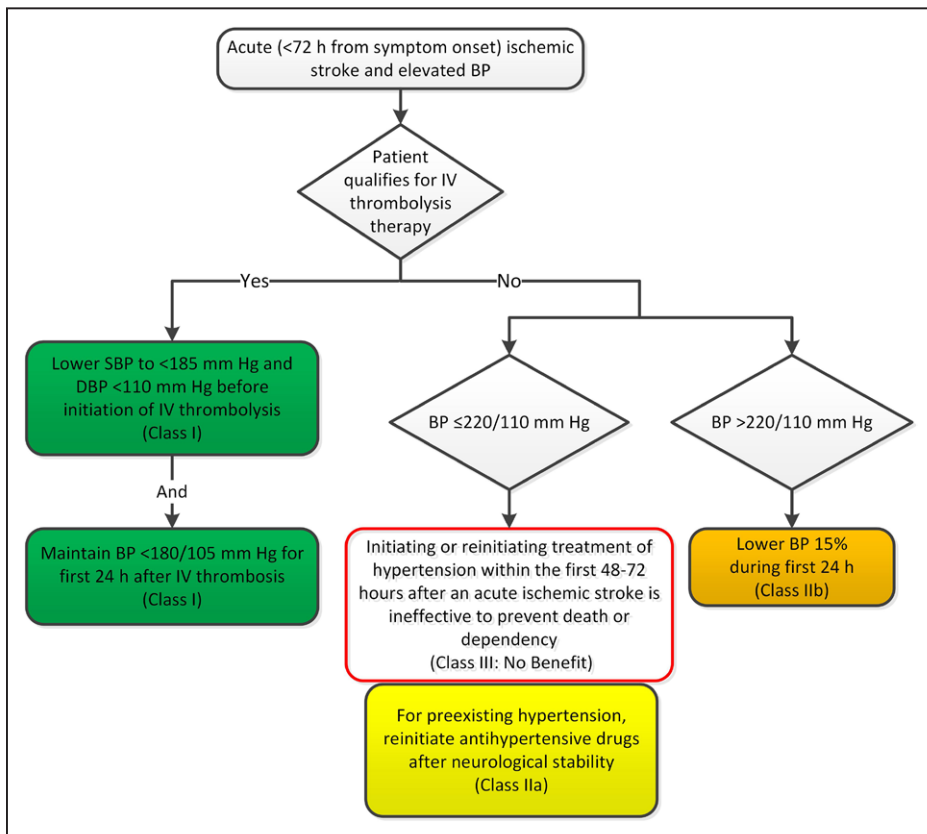 Acute (<72 h from symptom onset) ischemic
stroke and elevated BP
Patient
qualifies for IV
thrombolysis
therapy
Yes
No
Lower SBP to <185 mm Hg and
DBP <110 mm Hg before
initiation of IV thrombolysis
(Class I)
And
Maintain BP <180/105 mm Hg for
first 24 h after IV thrombosis
(Class I)
BP ≤220/110 mm Hg
Initiating or reinitiating treatment of
hypertension within the first 48-72
hours after an acute ischemic stroke is
ineffective to prevent death or
dependency
(Class III: No Benefit)
For preexisting hypertension,
reinitiate antihypertensive drugs
after neurological stability
(Class IIa)
BP >220/110 mm Hg
Lower BP 15%
during first 24 h
(Class IIb)